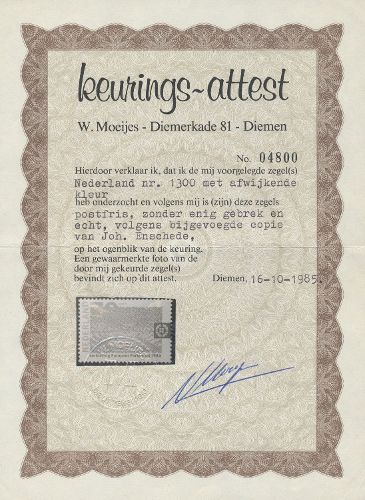 keurings~attest
W. Moeijes - Diemerkade 81 - Diemen
No. 04800
Hierdoor verklaar ik, dat ik de mij voorgelegde zegel(s)
Nederland nr. 1300 met afwijkende
kleur
heb onderzocht en volgens mij is (zijn) deze zegels
postfris, zonder enig gebrek en
echt, volgens bijgevoegde copie
van Joh. Enschede,
op het ogenblik van de keuring.
Een gewaarmerkte foto van de
door mij gekeurde zegel(s)
bevindt zich op dit attest.
Diemen, 16-10-1985.
NEDERLAND